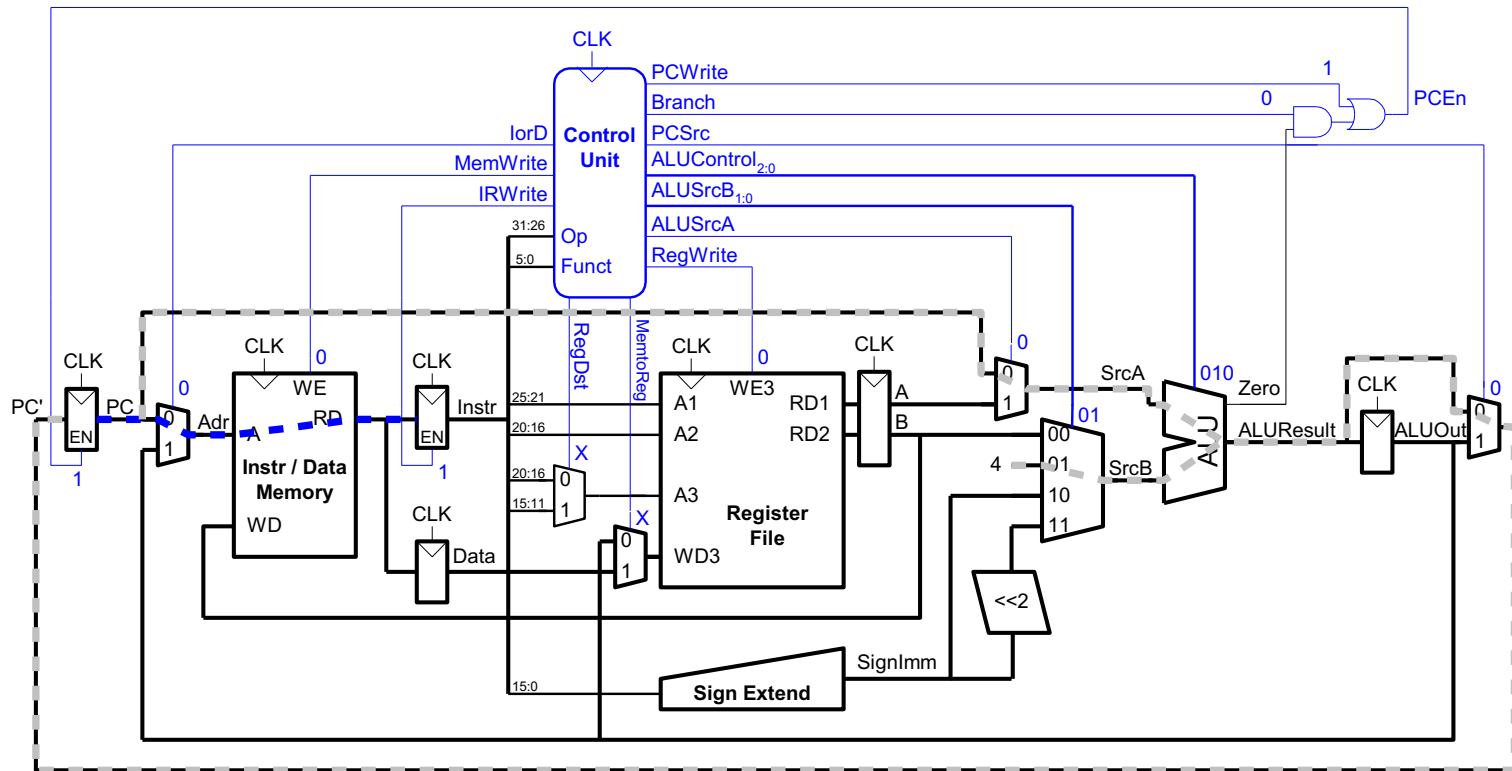 CLK
PCWrite
1
Branch
0
PCEn
IorD
Control
Unit
PCSrc
MemWrite
ALUControl2:0
IRWrite
ALUSrcB1:0
31:26
Op
ALUSrcA
5:0
Funct
RegWrite
RegDst
MemtoReg
CLK
CLK
0
CLK
CLK
0
CLK
0
0
PC'
PC
0
1
EN
1
Adr
WE
A
RD
Instr / Data
Memory
WD
EN
1
Instr
CLK
Data
25:21
20:16
20:16
15:11
15:0
X
0
1
X
0
1
WE3
A1
A2
A3
WD3
RD1
RD2
Register
File
A
B
0
1
SrcA
01
00
01
10
11
4
SrcB
010
ALU
Zero
ALUResult
CLK
ALUOut
0
0
1
<<2
SignImm
Sign Extend